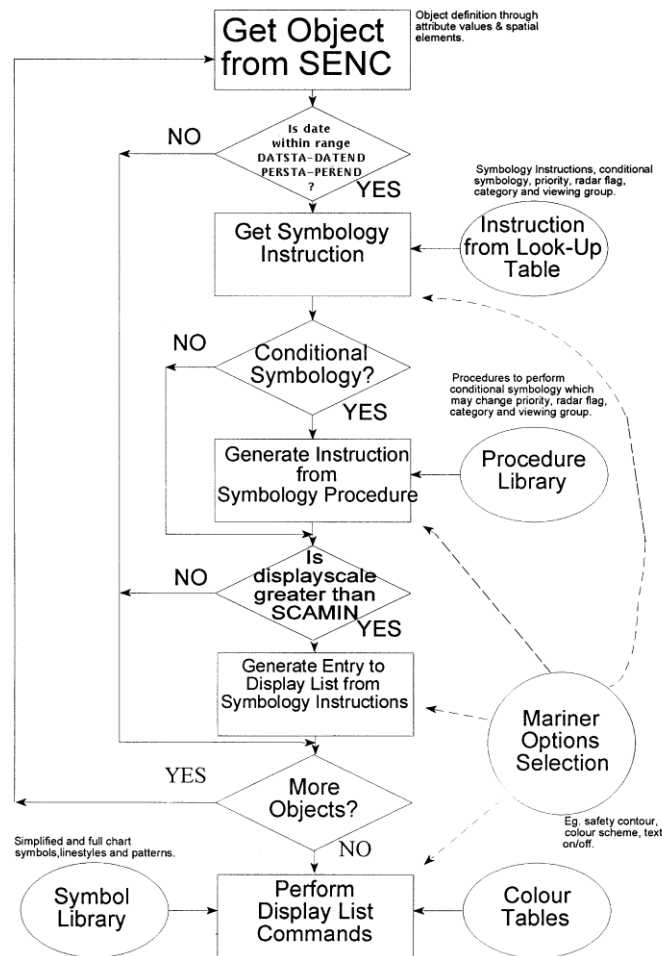 Get Object
from SENC
Object definition through
attribute values & spatial
elements.
NO
Is date
within range
DATSTA-DATEND
PERSTA-PEREND
?
YES
Symbology Instructions, conditional
symbology, priority, radar flag,
category and viewing group.
Get Symbology
Instruction
Instruction
from Look-Up
Table
NO
Conditional
Symbology?
YES
Procedures to perform
conditional symbology which
may change priority, radar flag,
category and viewing group.
Generate Instruction
from
Symbology Procedure
Procedure
Library
NO
Is
displayscale
greater than
SCAMIN
YES
Generate Entry to
Display List from
Symbology Instructions
Mariner
Options
Selection
YES
More
Objects?
NO
Eg. safety contour,
colour scheme, text
on/off.
Simplified and full chart
symbols,linestyles and patterns.
Symbol
Library
Perform
Display List
Commands
Colour
Tables